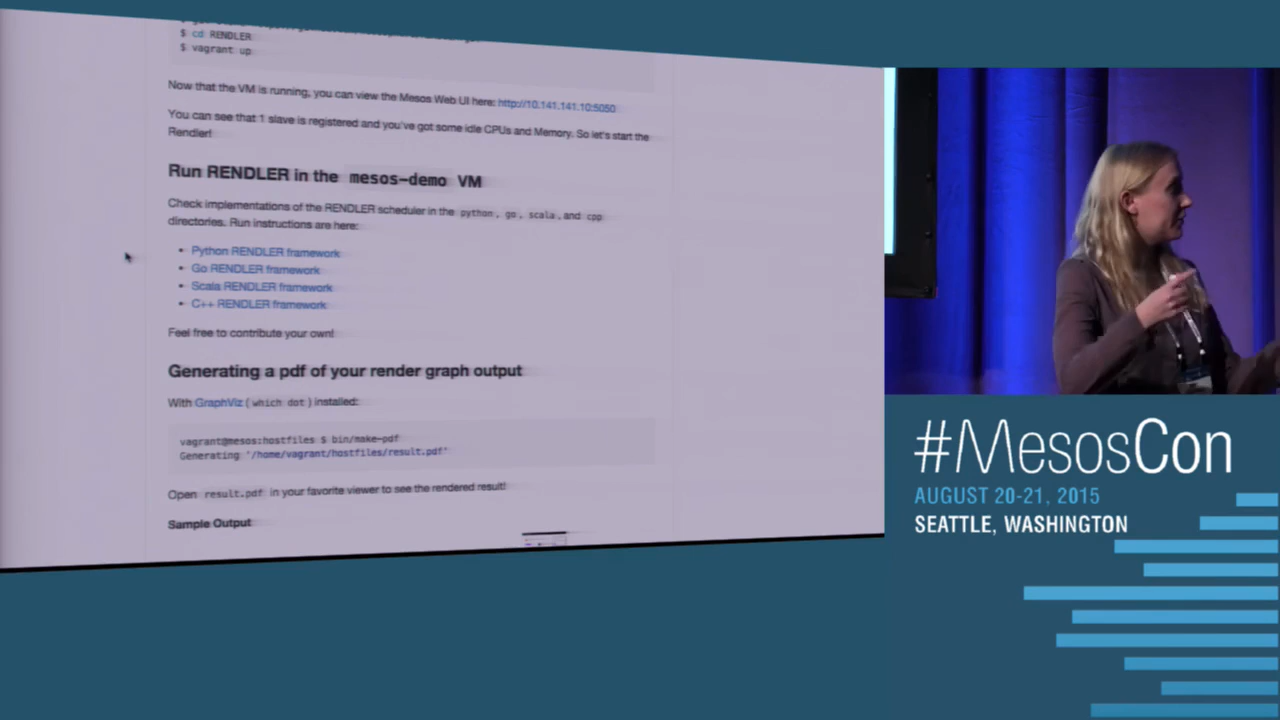 $ cd RENDLER
$ vagrant up
Now that the VM is running, you can view the Mesos Web UI here: http://10.141.141.10:5050
You can see that 1 slave is registered and you've got some idle CPUs and Memory. So let's start the
Rendler!
Run RENDLER in the mesos-demo VM
Check implementations of the RENDLER scheduler in the python, go, scala, and cpp
directories. Run instructions are here:
• Python RENDLER framework
• Go RENDLER framework
• Scala RENDLER framework
• C++ RENDLER framework
Feel free to contribute your own!
Generating a pdf of your render graph output
With GraphViz (which dot) installed:
vagrant@mesos:hostfiles $ bin/make-pdf
Generating '/home/vagrant/hostfiles/result.pdf'
Open result.pdf in your favorite viewer to see the rendered result!
Sample Output
#MesosCon
AUGUST 20-21, 2015
SEATTLE, WASHINGTON